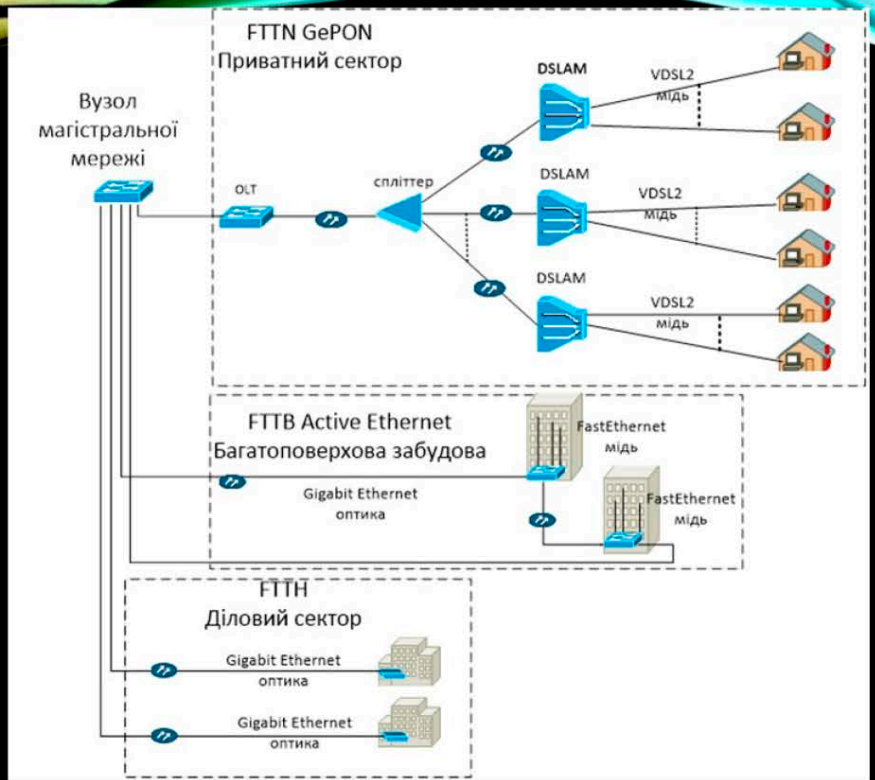 FTTN GePON
Приватний сектор
DSLAM
VDSL2
мідь
Вузол
магістральної
мережі
OLT
спліттер
DSLAM
VDSL2
мідь
DSLAM
VDSL2
мідь
FTTB Active Ethernet
Багатоповерхова забудова
FastEthernet
мідь
Gigabit Ethernet
оптика
FastEthernet
мідь
FTTH
Діловий сектор
Gigabit Ethernet
оптика
Gigabit Ethernet
оптика